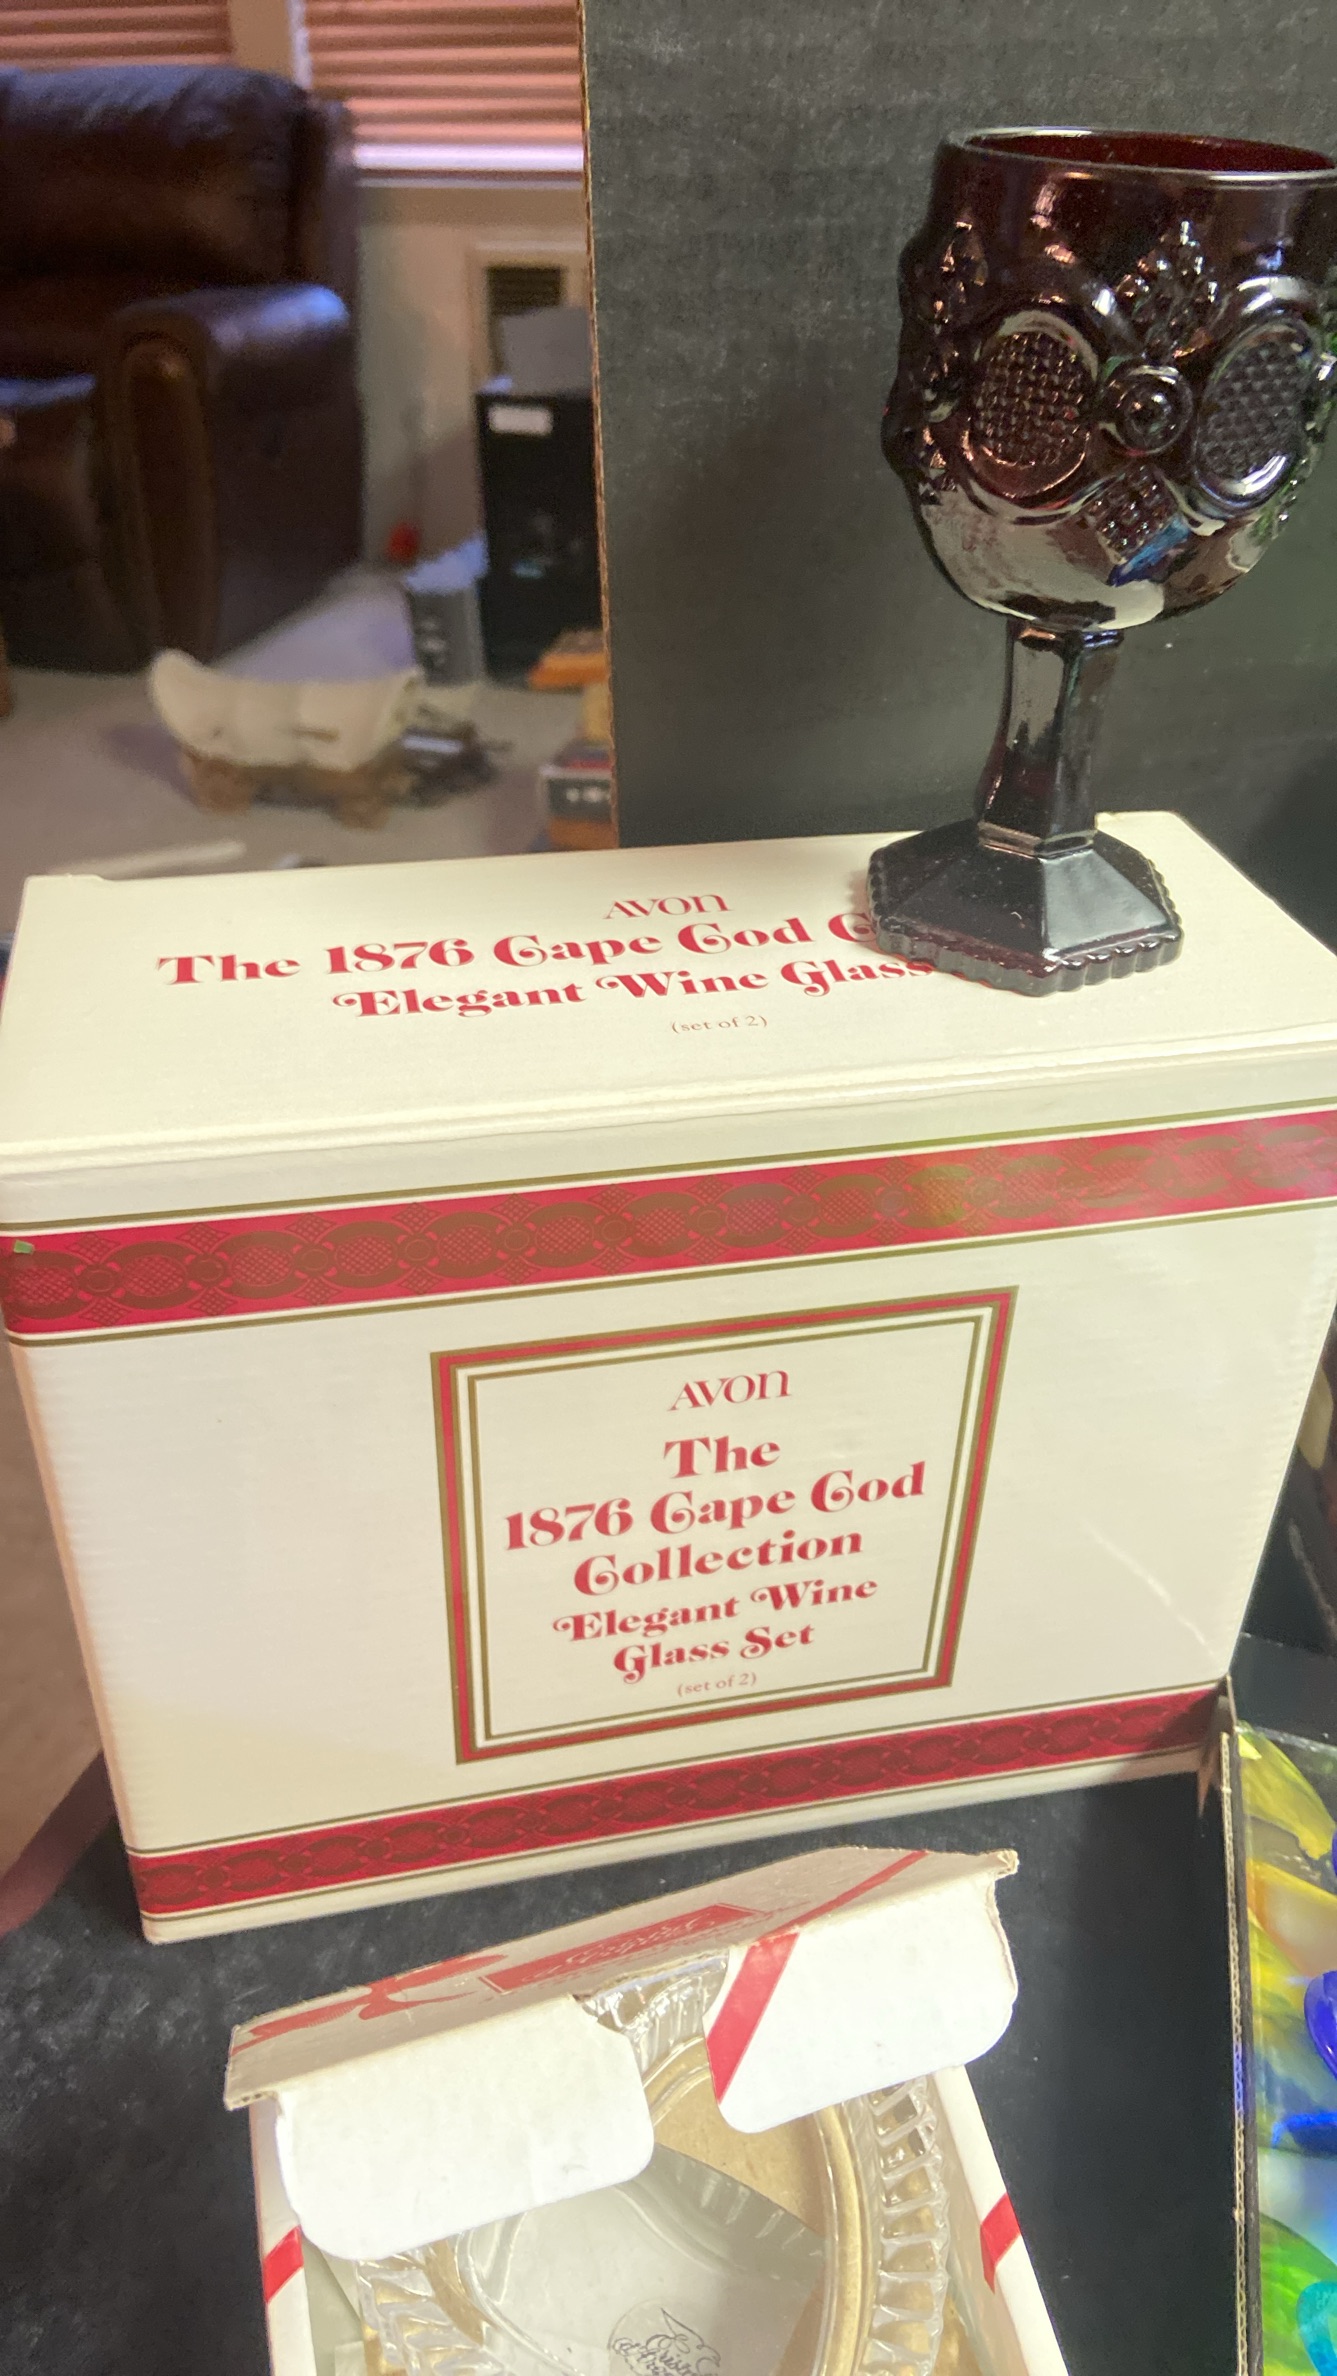 AVON
The 1876 Cape Cod
Elegant Wine Glass
(set of 2)
AVON
The
1876 Cape Cod
Collection
Elegant Wine
Glass Set
(set of 2)